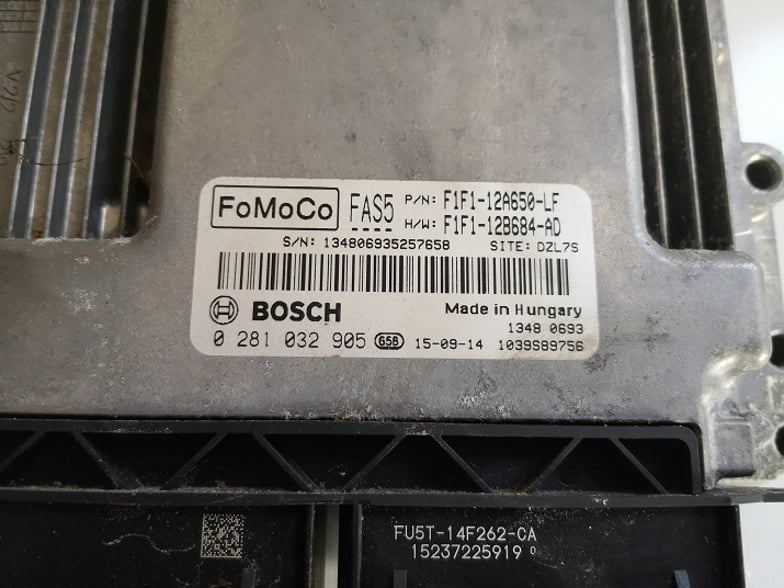 FoMoCo FAS5 P/N: F1F1-12A650-LF
H/W: F1F1-12B684-AD
S/N: 134806935257658 SITE: DZL7S
BOSCH Made in Hungary
1348 0693
0 281 032 905 658 15-09-14 1039S89756
FU5T-14F262-CA
15237225919